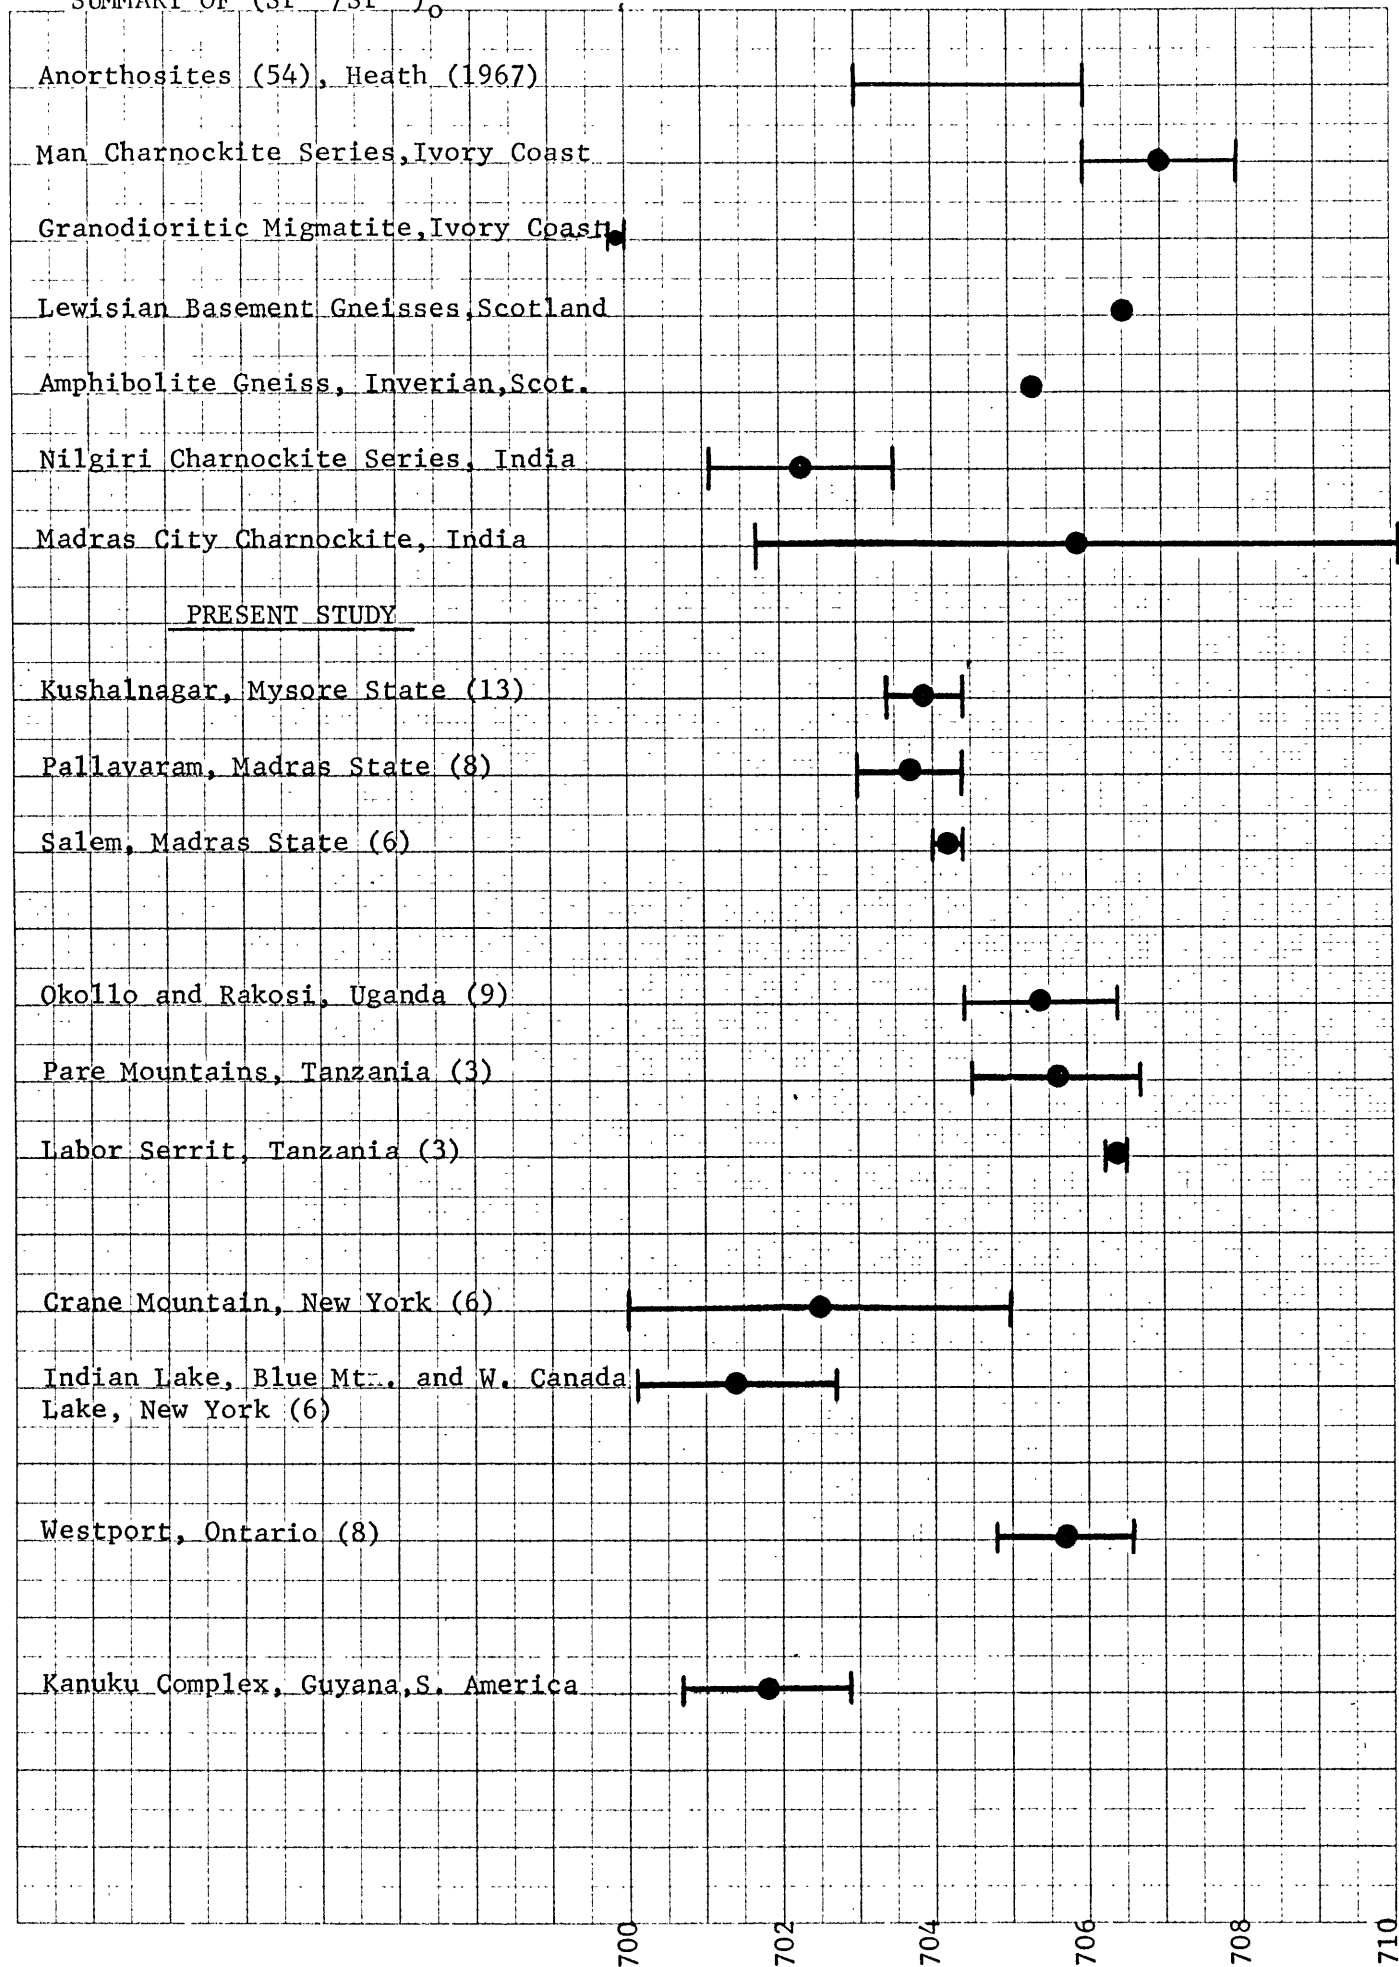 SUMMARY OF (Sr /Sr )o
Anorthosites (54), Heath (1967)
Man Charnockite Series,Ivory Coast
Granodioritic Migmatite,Ivory Coast
Lewisian Basement Gneisses,Scotland
Amphibolite Gneiss, Inverian,Scot.
Nilgiri Charnockite Series, India
Madras City Charnockite, India
PRESENT STUDY
Kushalnagar, Mysore State (13)
Pallavaram, Madras State (8)
Salem, Madras State (6)
Okollo and Rakosi, Uganda (9)
Pare Mountains, Tanzania (3)
Labor Serrit, Tanzania (3)
Crane Mountain, New York (6)
Indian Lake, Blue Mt. and W. Canada
Lake, New York (6)
Westport, Ontario (8)
Kanuku Complex, Guyana,S. America
700
702
704
706
708
710